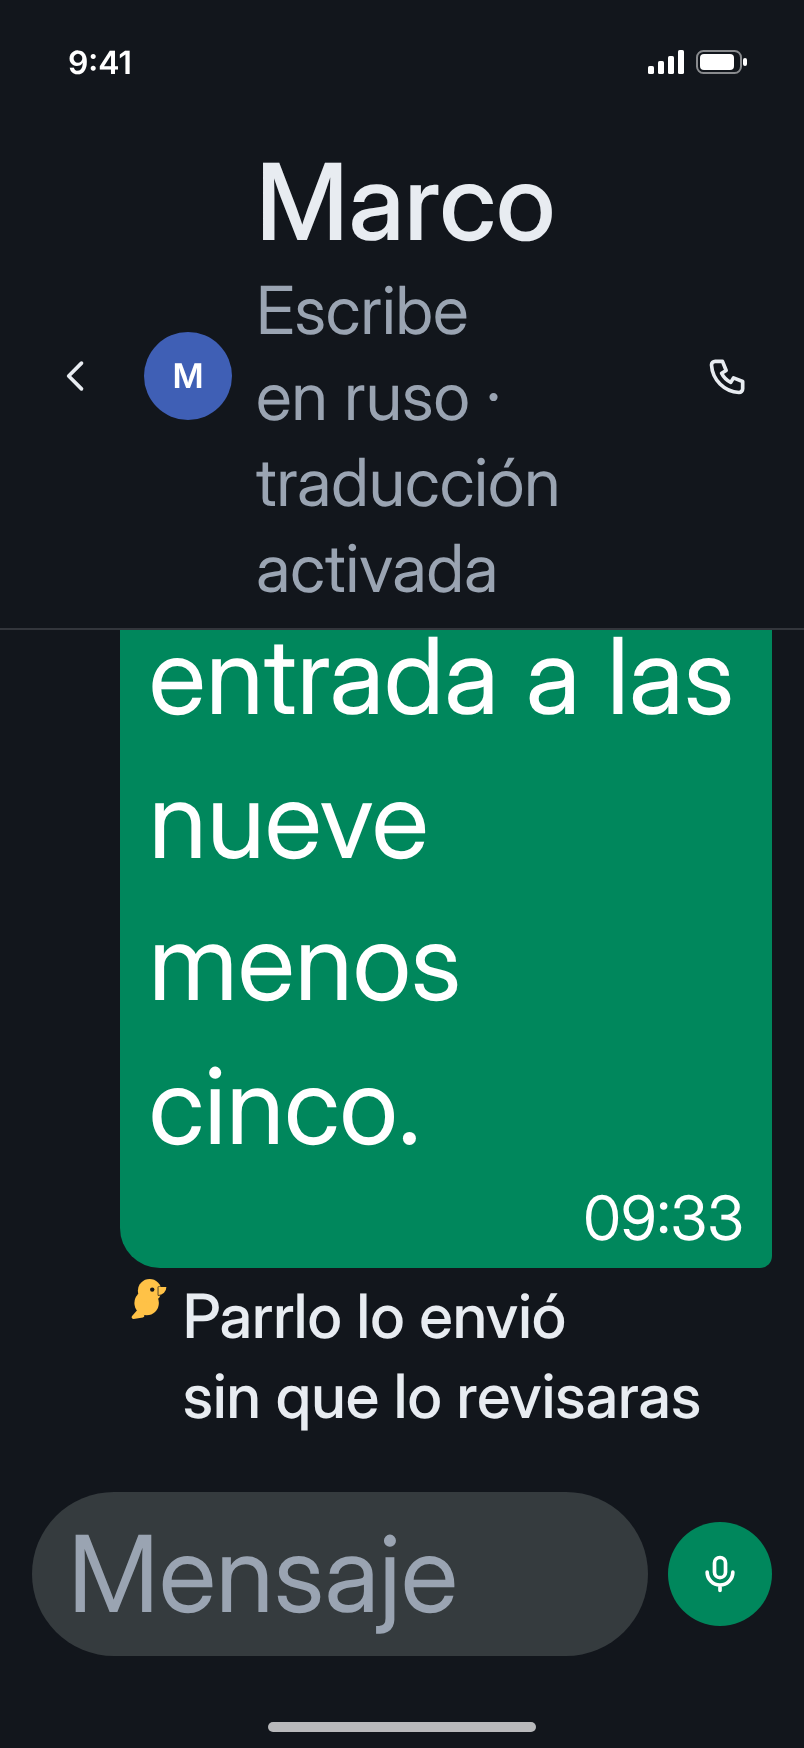 9:41
Marco
Escribe
en ruso ·
traducción
activada
M
entrada a las
nueve
menos
cinco.
09:33
Parrlo lo envió
sin que lo revisaras
Mensaje